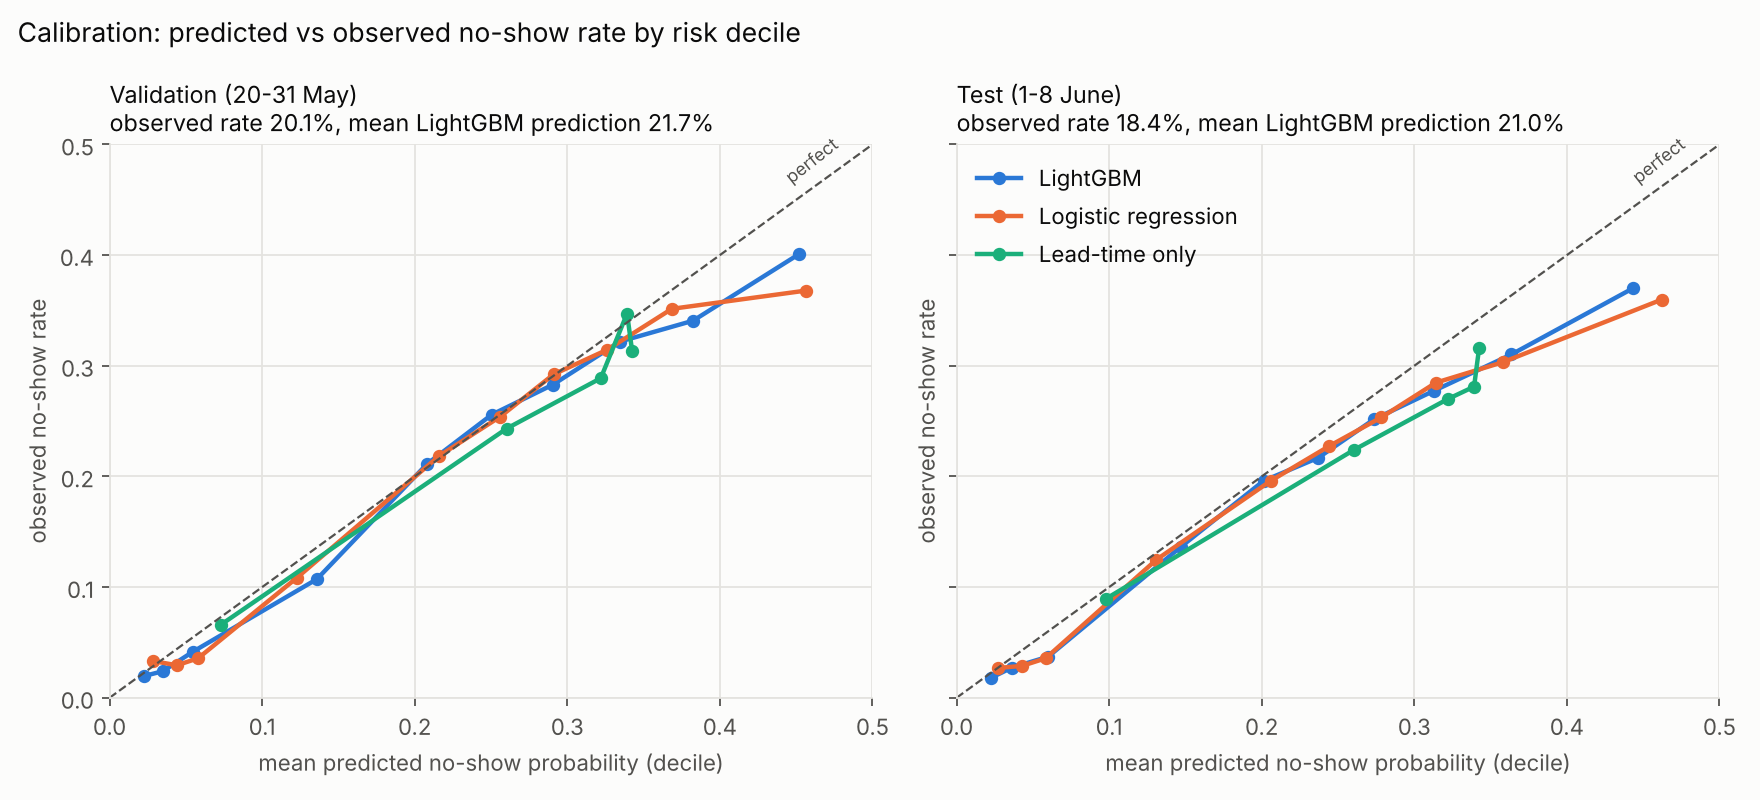 Calibration: predicted vs observed no-show rate by risk decile
Validation (20-31 May)
observed rate 20.1%, mean LightGBM prediction 21.7%
0.5
0.4
0.3
0.2
0.1
0.0
observed no-show rate
perfect
0.0 0.1 0.2 0.3 0.4 0.5
mean predicted no-show probability (decile)
Test (1-8 June)
observed rate 18.4%, mean LightGBM prediction 21.0%
observed no-show rate
perfect
LightGBM
Logistic regression
Lead-time only
0.0 0.1 0.2 0.3 0.4 0.5
mean predicted no-show probability (decile)